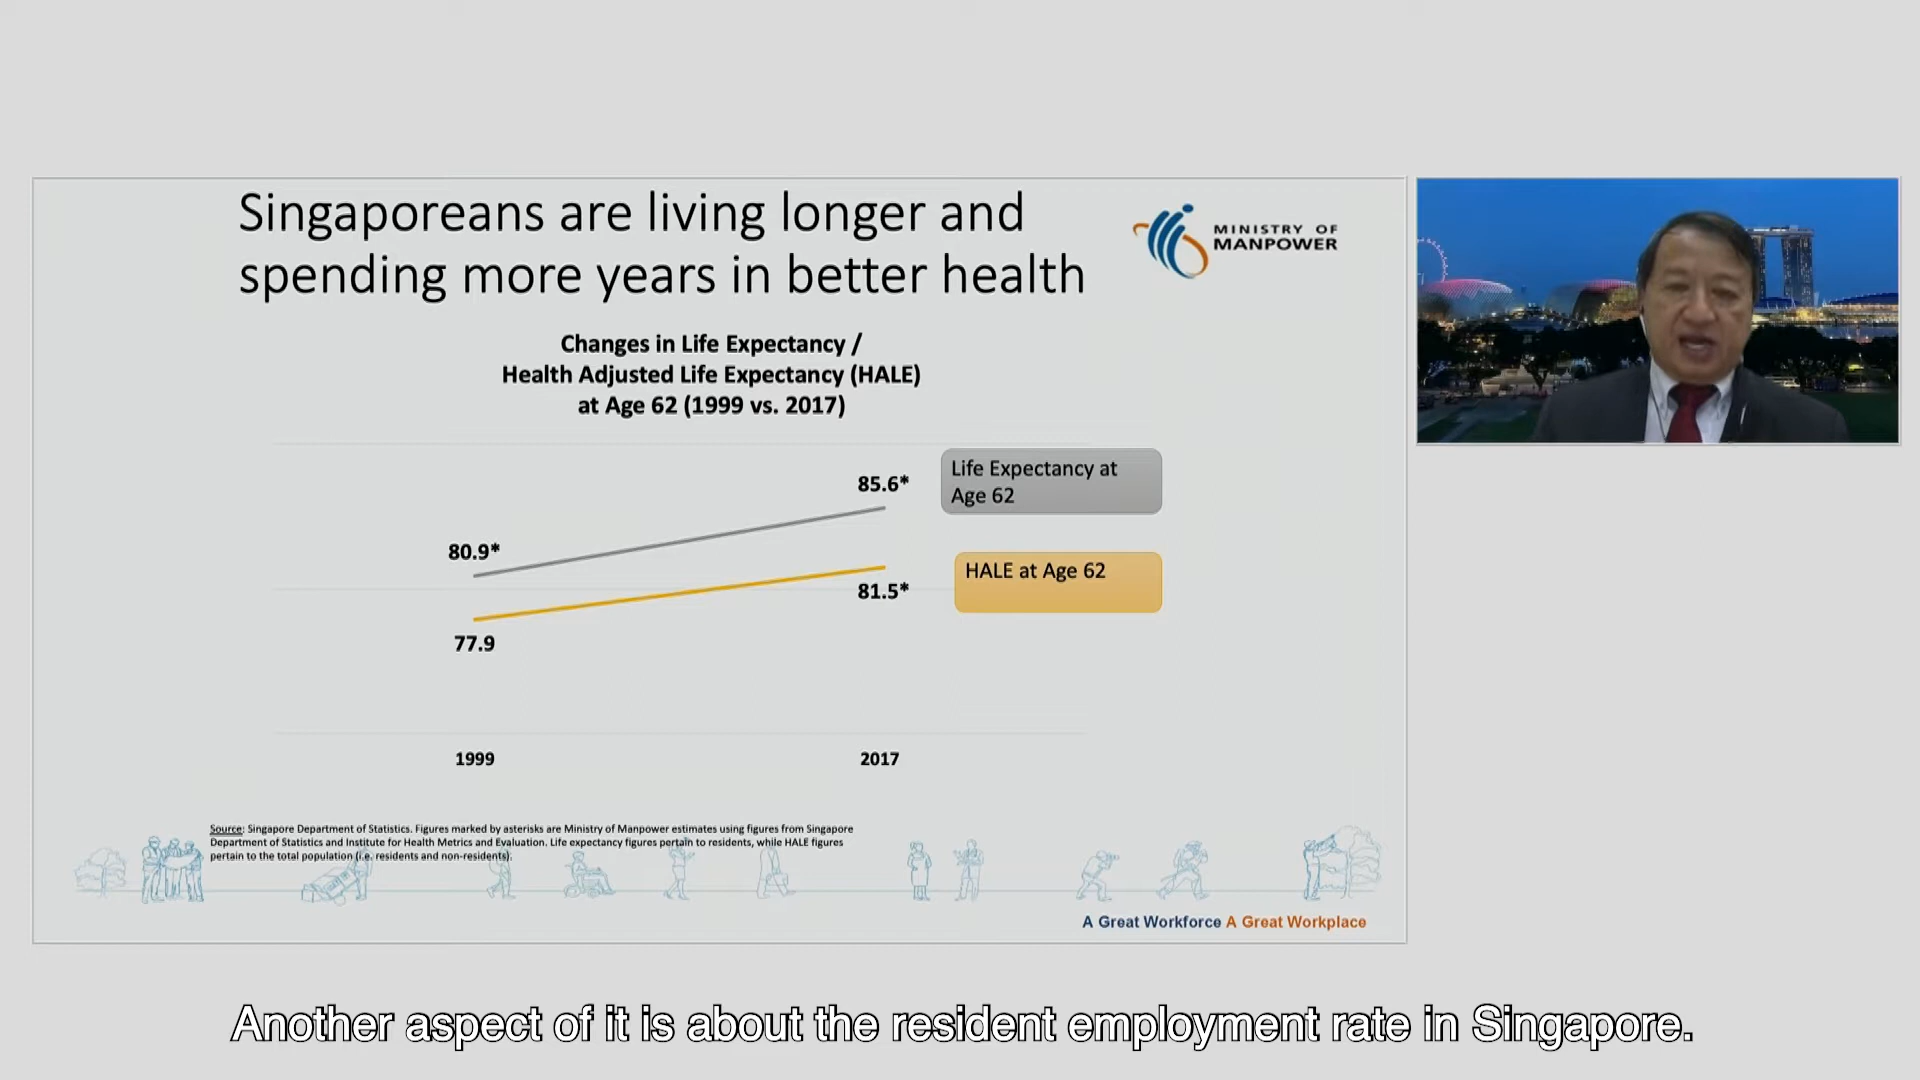 Singaporeans are living longer and
spending more years in better health
MINISTRY OF
MANPOWER
Changes in Life Expectancy /
Health Adjusted Life Expectancy (HALE)
at Age 62 (1999 vs. 2017)
85.6*
Life Expectancy at
Age 62
80.9*
HALE at Age 62
81.5*
77.9
1999
2017
Source: Singapore Department of Statistics. Figures marked by asterisks are Ministry of Manpower estimates using figures from Singapore
Department of Statistics and Institute for Health Metrics and Evaluation. Life expectancy figures pertain to residents, while HALE figures
pertain to the total population (i.e. residents and non-residents).
A Great Workforce A Great Workplace
Another aspect of it is about the resident employment rate in Singapore.